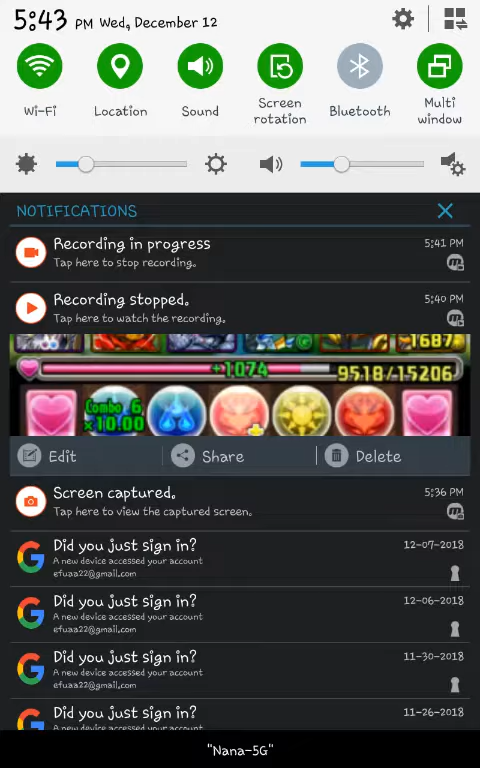 5:43 PM Wed, December 12
Wi-Fi
Location
Sound
Screen rotation
Bluetooth
Multi window
NOTIFICATIONS
Recording in progress
5:41 PM
Tap here to stop recording.
Recording stopped.
5:40 PM
Tap here to watch the recording.
1687
+1074
9518/15206
Combo 6
×10.00
Edit
Share
Delete
Screen captured.
5:36 PM
Tap here to view the captured screen.
Did you just sign in?
12-07-2018
A new device accessed your account
efuaa22@gmail.com
Did you just sign in?
12-06-2018
A new device accessed your account
efuaa22@gmail.com
Did you just sign in?
11-30-2018
A new device accessed your account
efuaa22@gmail.com
Did you just sign in?
11-26-2018
A new device accessed your account
"Nana-5G"